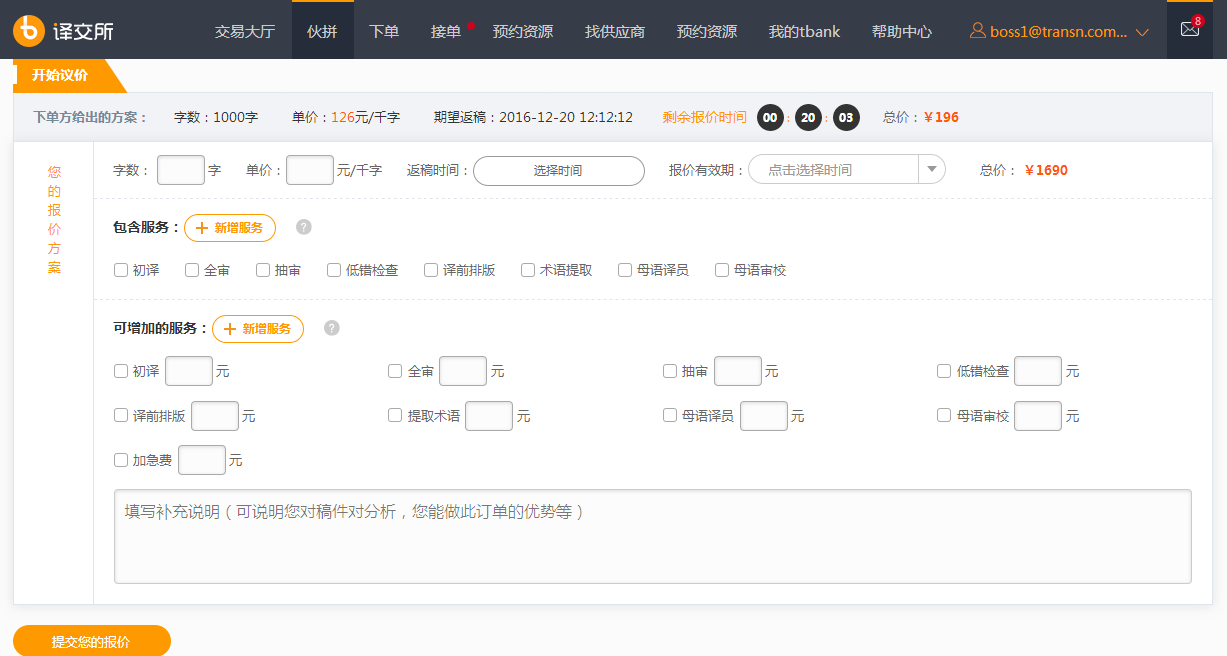 译交所 交易大厅 伙拼 下单 接单 预约资源 找供应商 预约资源 我的tbank 帮助中心 boss1@transn.com... 8
开始议价
下单方给出的方案： 字数：1000字 单价：126元/千字 期望返稿：2016-12-20 12:12:12 剩余报价时间 00 : 20 : 03 总价：￥196
您的报价方案
字数： 字 单价： 元/千字 返稿时间： 选择时间 报价有效期： 点击选择时间 总价： ￥1690
包含服务： 新增服务 ?
初译 全审 抽审 低错检查 译前排版 术语提取 母语译员 母语审校
可增加的服务： 新增服务 ?
初译 元 全审 元 抽审 元 低错检查 元
译前排版 元 提取术语 元 母语译员 元 母语审校 元
加急费 元
填写补充说明（可说明您对稿件对分析，您能做此订单的优势等）
提交您的报价